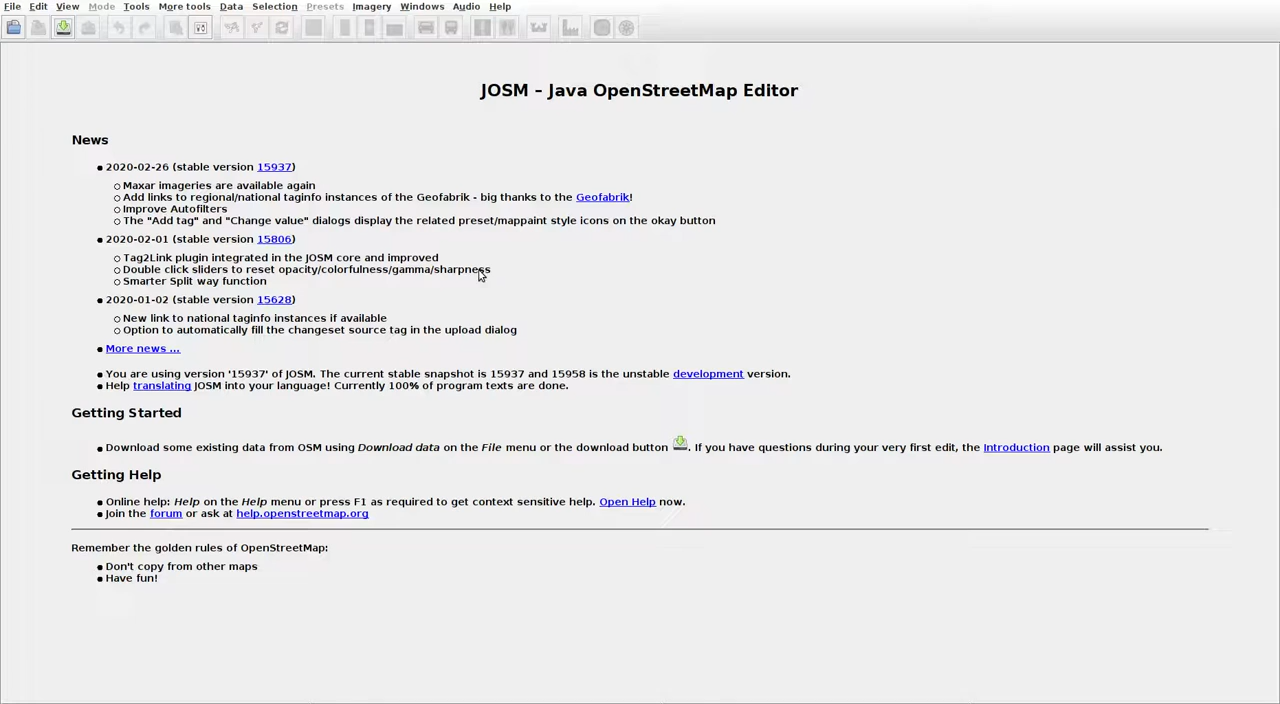 File Edit View Mode Tools More tools Data Selection Presets Imagery Windows Audio Help
JOSM – Java OpenStreetMap Editor
News
2020-02-26 (stable version 15937)
Maxar imageries are available again
Add links to regional/national taginfo instances of the Geofabrik - big thanks to the Geofabrik!
Improve Autofilters
The "Add tag" and "Change value" dialogs display the related preset/mappaint style icons on the okay button
2020-02-01 (stable version 15806)
Tag2Link plugin integrated in the JOSM core and improved
Double click sliders to reset opacity/colorfulness/gamma/sharpness
Smarter Split way function
2020-01-02 (stable version 15628)
New link to national taginfo instances if available
Option to automatically fill the changeset source tag in the upload dialog
More news ...
You are using version '15937' of JOSM. The current stable snapshot is 15937 and 15958 is the unstable development version.
Help translating JOSM into your language! Currently 100% of program texts are done.
Getting Started
Download some existing data from OSM using Download data on the File menu or the download button . If you have questions during your very first edit, the Introduction page will assist you.
Getting Help
Online help: Help on the Help menu or press F1 as required to get context sensitive help. Open Help now.
Join the forum or ask at help.openstreetmap.org
Remember the golden rules of OpenStreetMap:
Don't copy from other maps
Have fun!